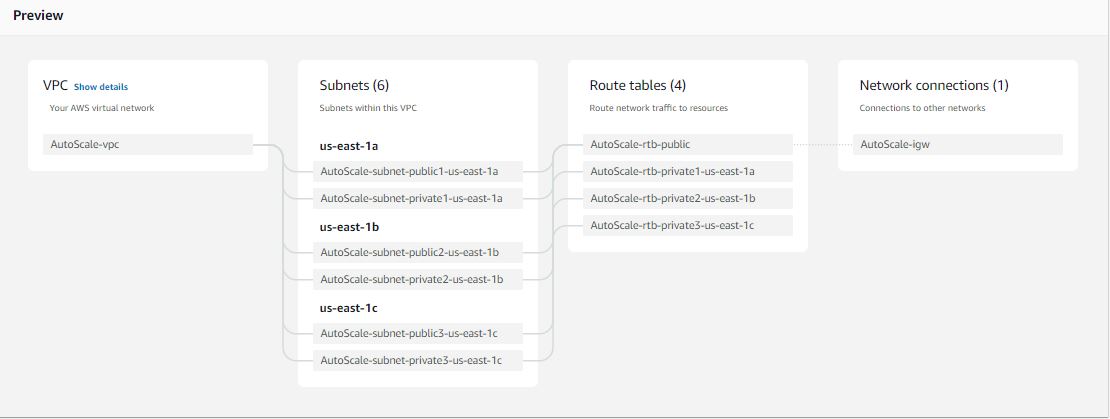 Preview
VPC Show details
Your AWS virtual network
AutoScale-vpc
Subnets (6)
Subnets within this VPC
us-east-1a
AutoScale-subnet-public1-us-east-1a
AutoScale-subnet-private1-us-east-1a
us-east-1b
AutoScale-subnet-public2-us-east-1b
AutoScale-subnet-private2-us-east-1b
us-east-1c
AutoScale-subnet-public3-us-east-1c
AutoScale-subnet-private3-us-east-1c
Route tables (4)
Route network traffic to resources
AutoScale-rtb-public
AutoScale-rtb-private1-us-east-1a
AutoScale-rtb-private2-us-east-1b
AutoScale-rtb-private3-us-east-1c
Network connections (1)
Connections to other networks
AutoScale-igw